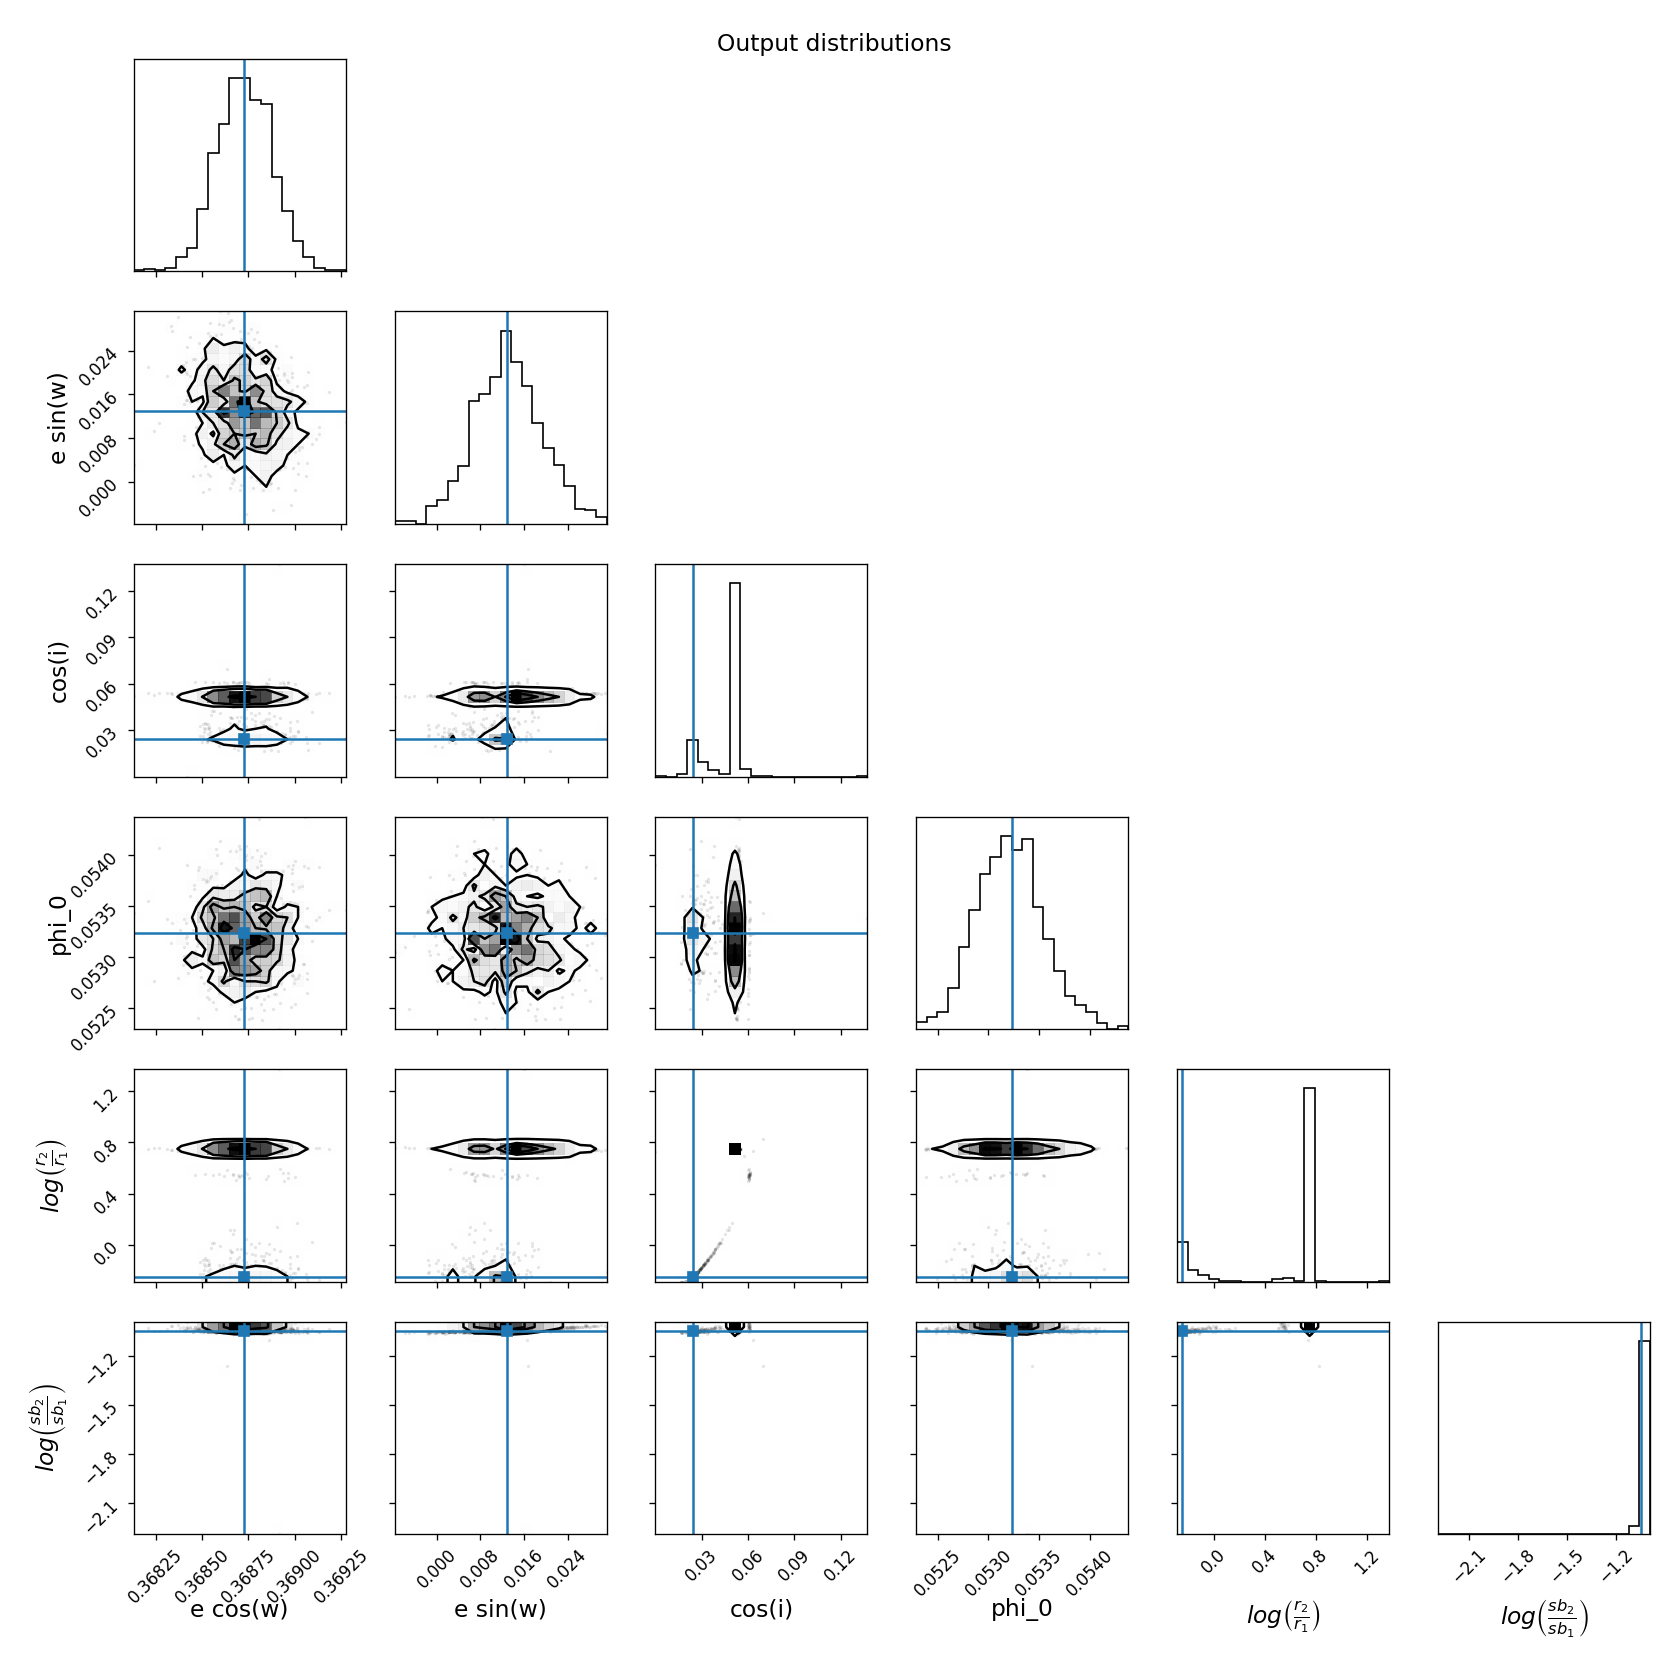 Output distributions
e sin(w)
0.024
0.016
0.008
0.000
cos(i)
0.12
0.09
0.06
0.03
phi_0
0.0540
0.0535
0.0530
0.0525
log(r₂/r₁)
1.2
0.8
0.4
0.0
log(sb₂/sb₁)
−1.2
−1.5
−1.8
−2.1
0.36825 0.36850 0.36875 0.36900 0.36925
0.000 0.008 0.016 0.024
0.03 0.06 0.09 0.12
0.0525 0.0530 0.0535 0.0540
0.0 0.4 0.8 1.2
−2.1 −1.8 −1.5 −1.2
e cos(w)
e sin(w)
cos(i)
phi_0
log(r₂/r₁)
log(sb₂/sb₁)